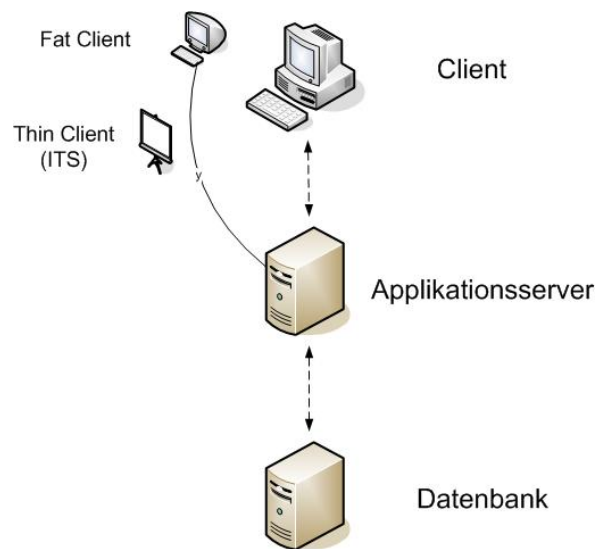 Fat Client
Client
Thin Client
(ITS)
y
Applikationsserver
Datenbank